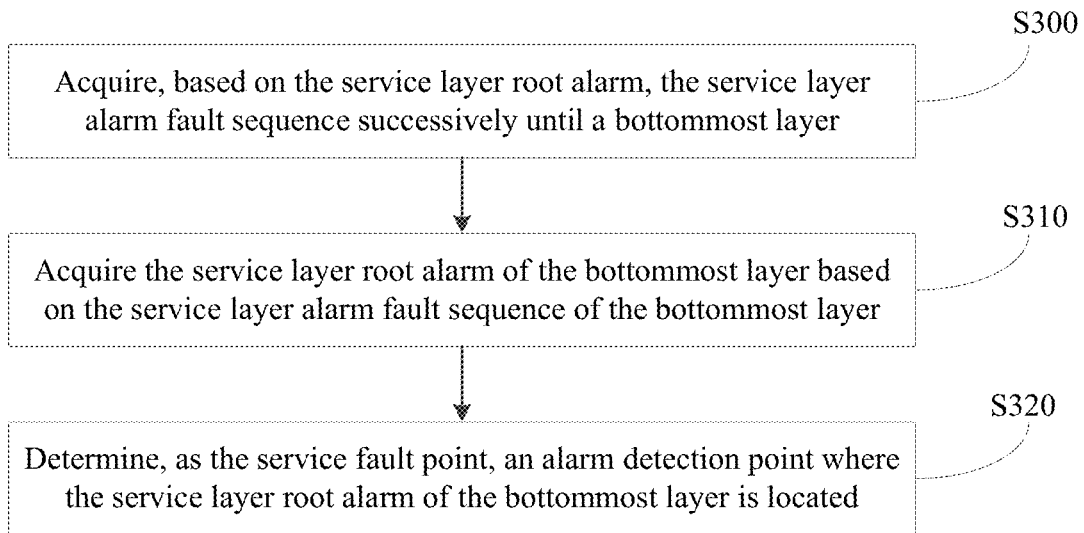 S300
Acquire, based on the service layer root alarm, the service layer
alarm fault sequence successively until a bottommost layer
S310
Acquire the service layer root alarm of the bottommost layer based
on the service layer alarm fault sequence of the bottommost layer
S320
Determine, as the service fault point, an alarm detection point where
the service layer root alarm of the bottommost layer is located